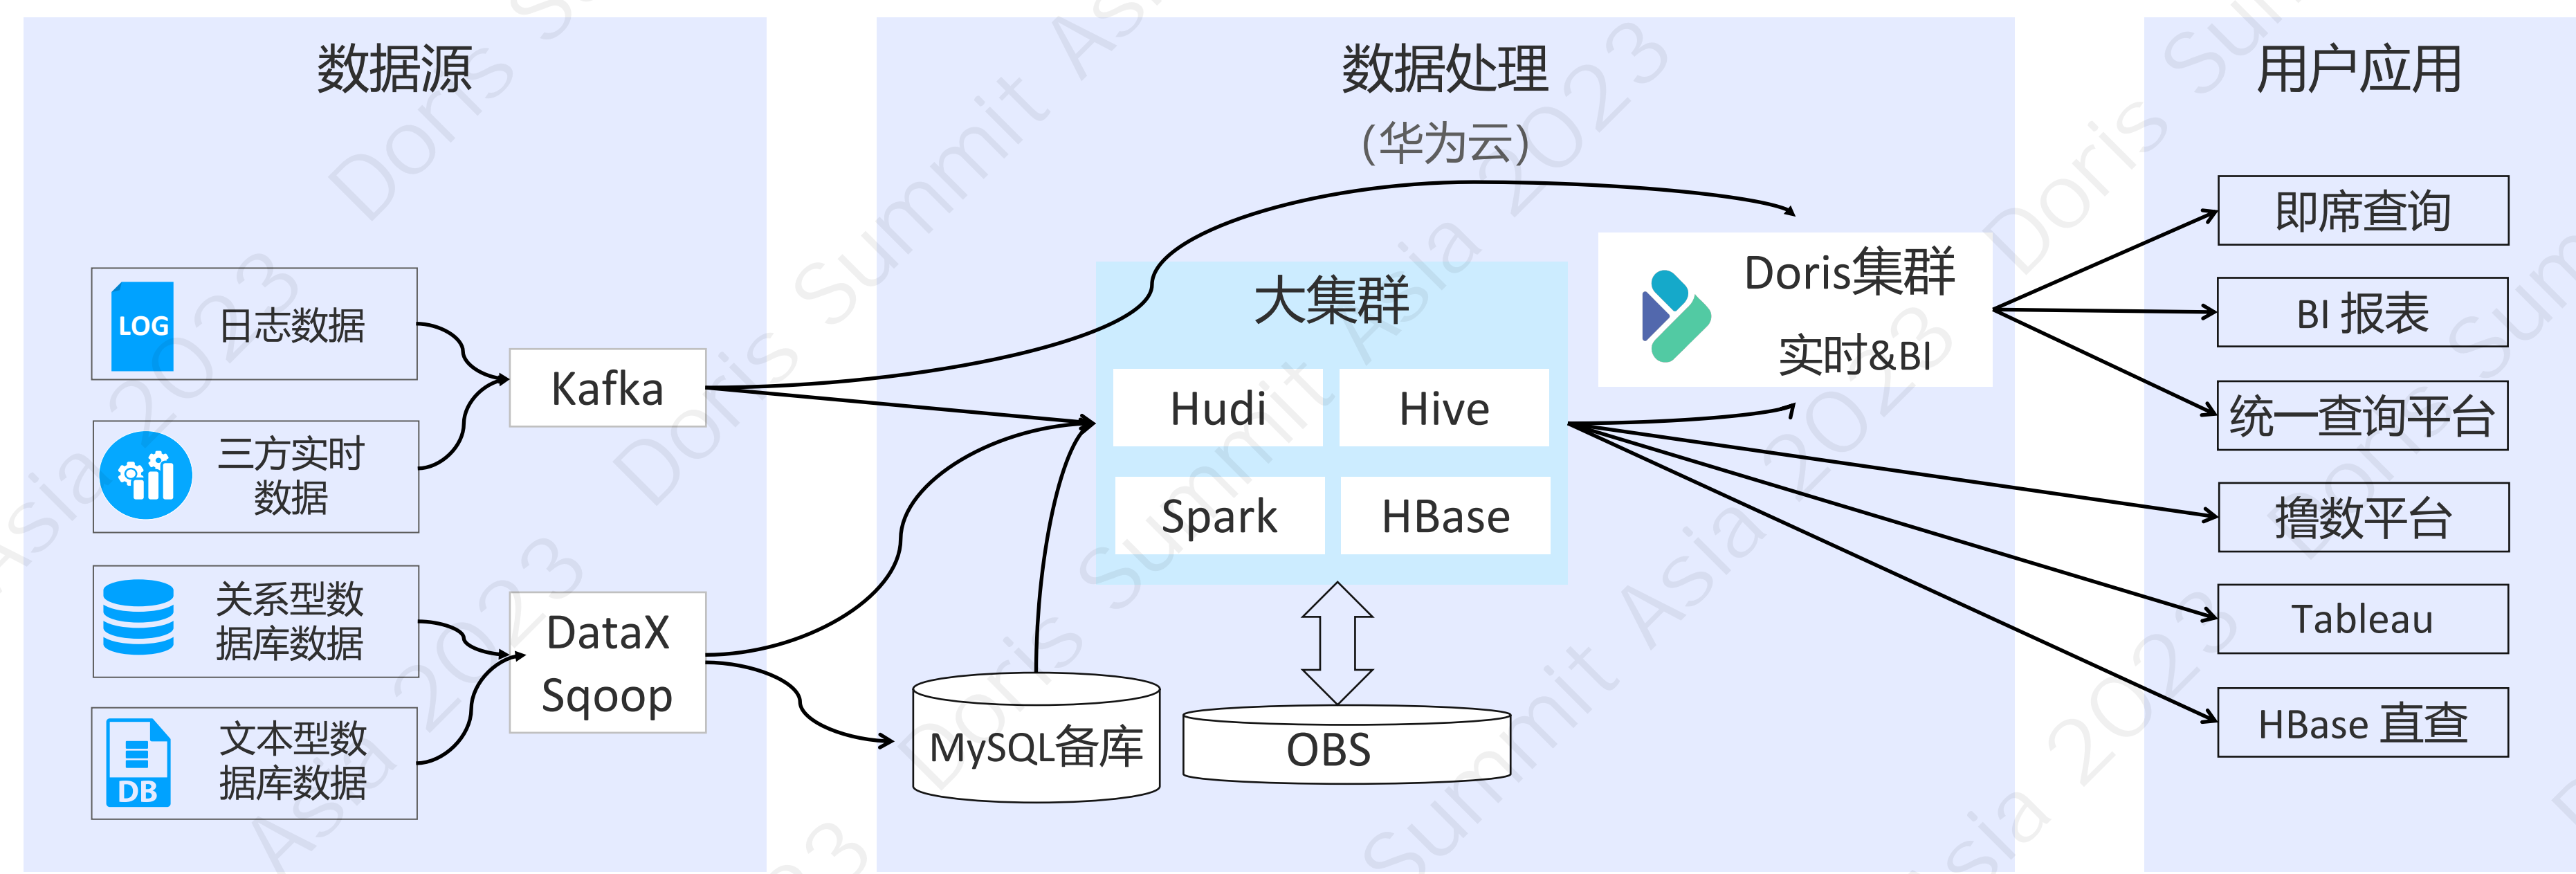 数据源
LOG
日志数据
三方实时
数据
关系型数
据库数据
DB
文本型数
据库数据
Kafka
DataX
Sqoop
数据处理
(华为云)
大集群
Hudi
Hive
Spark
HBase
MySQL备库
OBS
Doris集群
实时&BI
用户应用
即席查询
BI 报表
统一查询平台
撸数平台
Tableau
HBase 直查
Doris Summit Asia 2023